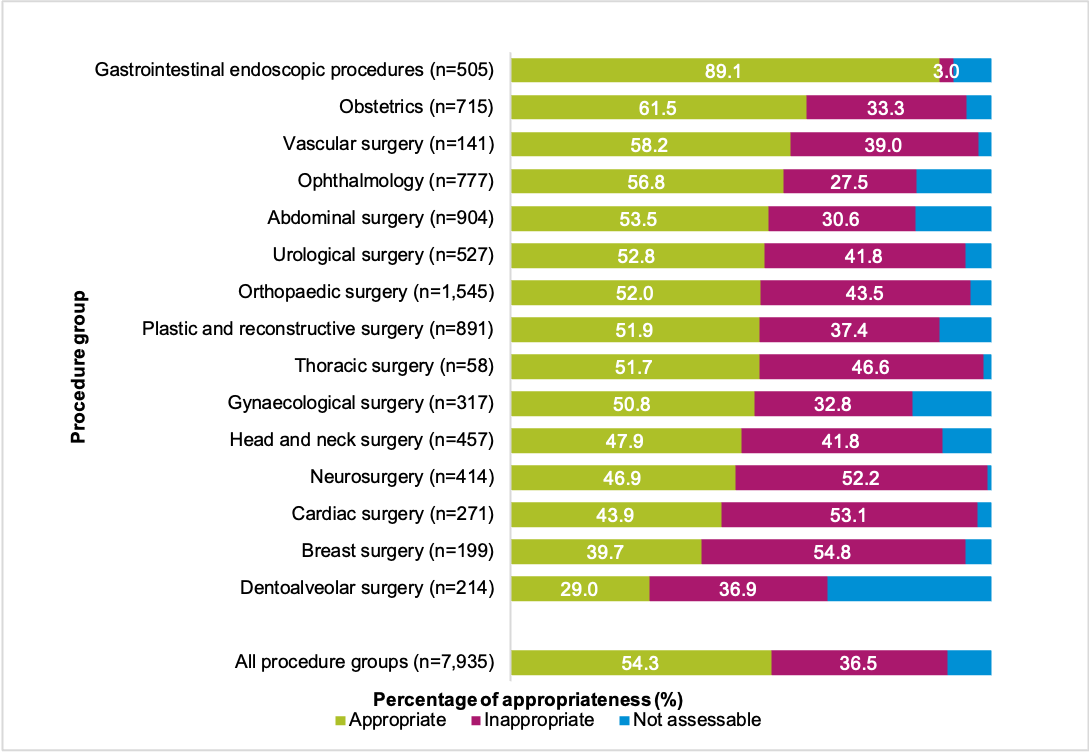 Gastrointestinal endoscopic procedures (n=505) 89.1 3.0
Obstetrics (n=715) 61.5 33.3
Vascular surgery (n=141) 58.2 39.0
Ophthalmology (n=777) 56.8 27.5
Abdominal surgery (n=904) 53.5 30.6
Urological surgery (n=527) 52.8 41.8
Orthopaedic surgery (n=1,545) 52.0 43.5
Plastic and reconstructive surgery (n=891) 51.9 37.4
Thoracic surgery (n=58) 51.7 46.6
Gynaecological surgery (n=317) 50.8 32.8
Head and neck surgery (n=457) 47.9 41.8
Neurosurgery (n=414) 46.9 52.2
Cardiac surgery (n=271) 43.9 53.1
Breast surgery (n=199) 39.7 54.8
Dentoalveolar surgery (n=214) 29.0 36.9
All procedure groups (n=7,935) 54.3 36.5
Procedure group
Percentage of appropriateness (%)
Appropriate Inappropriate Not assessable